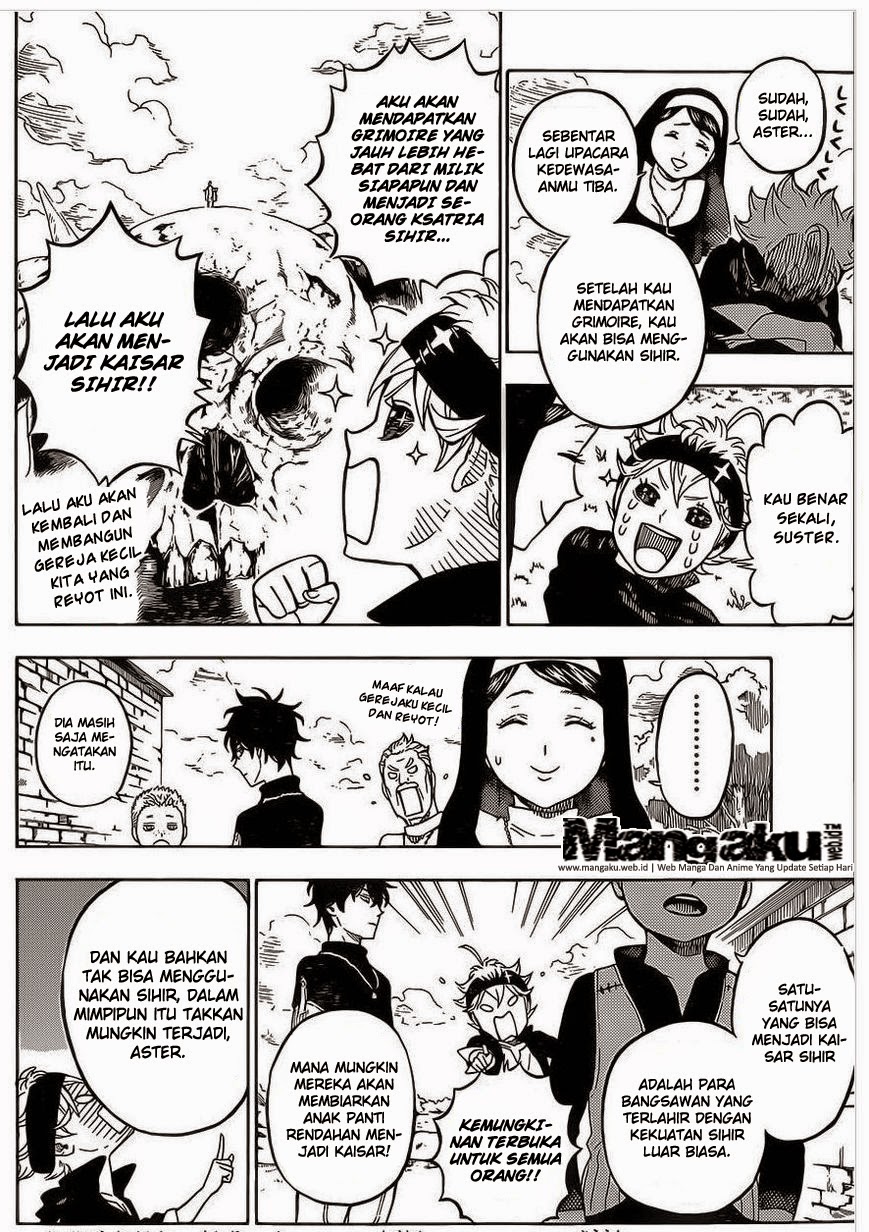 SUDAH,
SUDAH,
ASTER...
SEBENTAR
LAGI UPACARA
KEDEWASA-
ANMU TIBA.
SETELAH KAU
MENDAPATKAN
GRIMOIRE, KAU
AKAN BISA MENG-
GUNAKAN SIHIR.
KAU BENAR
SEKALI,
SUSTER.
AKU AKAN
MENDAPATKAN
GRIMOIRE YANG
JAUH LEBIH HE-
BAT DARI MILIK
SIAPAPUN DAN
MENJADI SE-
ORANG KSATRIA
SIHIR...
LALU AKU
AKAN MEN-
JADI KAISAR
SIHIR!!
LALU AKU AKAN
KEMBALI DAN
MEMBANGUN
GEREJA KECIL
KITA YANG
REYOT INI.
.........
MAAF KALAU
GEREJAKU KECIL
DAN REYOT!
DIA MASIH
SAJA ME-
NGATAKAN
ITU.
Mangaku
web.id
www.mangaku.web.id | Web Manga Dan Anime Yang Update Setiap Hari
SATU-
SATUNYA
YANG BISA
MENJADI KAI-
SAR SIHIR
ADALAH PARA
BANGSAWAN YANG
TERLAHIR DENGAN
KEKUATAN SIHIR
LUAR BIASA.
KEMUNGKI-
NAN TERBUKA
UNTUK SEMUA
ORANG!!
MANA MUNGKIN
MEREKA AKAN
MEMBIARKAN
ANAK PANTI
RENDAHAN MEN-
JADI KAISAR!
DAN KAU BAHKAN
TAK BISA MENGGU-
NAKAN SIHIR, DALAM
MIMPIPUN ITU TAKKAN
MUNGKIN TERJADI,
ASTER.